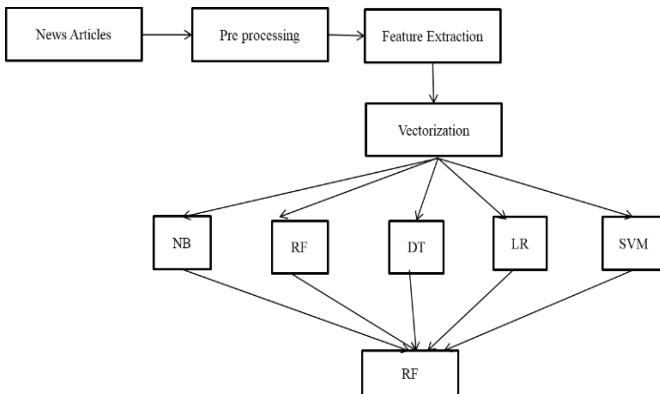 News Articles
Pre processing
Feature Extraction
Vectorization
NB
RF
DT
LR
SVM
RF